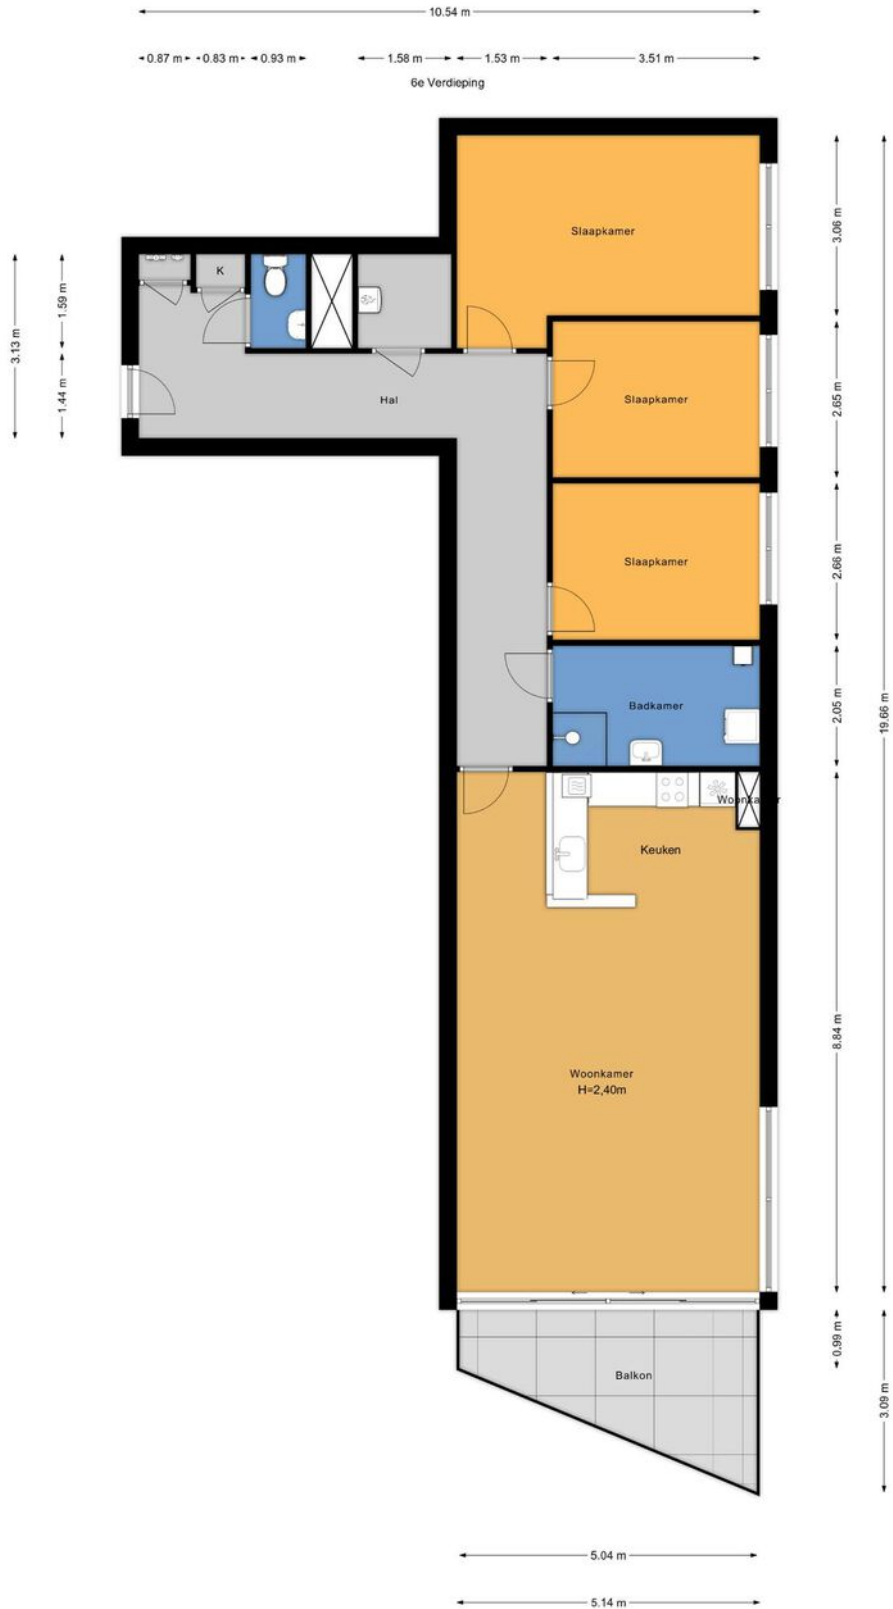 10.54 m
0.87 m
0.83 m
0.93 m
1.58 m
1.53 m
3.51 m
6e Verdieping
Slaapkamer
3.06 m
K
3.13 m
1.59 m
1.44 m
Hal
Slaapkamer
2.65 m
Slaapkamer
2.66 m
Badkamer
2.05 m
19.66 m
Woonkamer
Keuken
8.84 m
Woonkamer
H=2,40m
Balkon
0.99 m
3.09 m
5.04 m
5.14 m